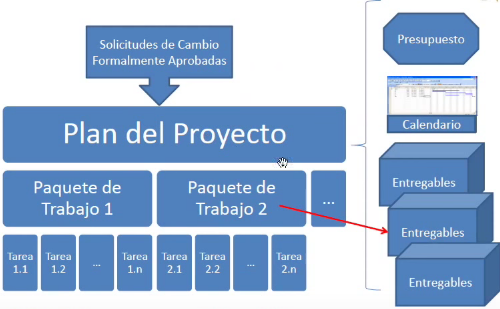 Solicitudes de Cambio
Formalmente Aprobadas
Plan del Proyecto
Paquete de
Trabajo 1
Paquete de
Trabajo 2
...
Tarea
1.1
Tarea
1.2
...
Tarea
1.n
Tarea
2.1
Tarea
2.2
...
Tarea
2.n
Presupuesto
Calendario
Entregables
Entregables
Entregables